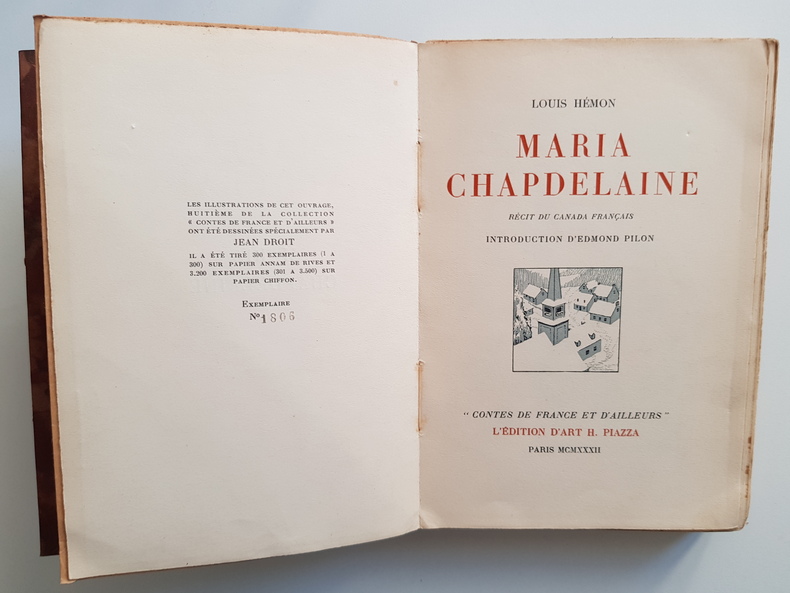 LES ILLUSTRATIONS DE CET OUVRAGE,
HUITIÈME DE LA COLLECTION
« CONTES DE FRANCE ET D'AILLEURS »
ONT ÉTÉ DESSINÉES SPÉCIALEMENT PAR
JEAN DROIT
IL A ÉTÉ TIRÉ 300 EXEMPLAIRES (1 A
300) SUR PAPIER ANNAM DE RIVES ET
3.200 EXEMPLAIRES (301 A 3.500) SUR
PAPIER CHIFFON.
EXEMPLAIRE
Nº 1806
LOUIS HÉMON
MARIA
CHAPDELAINE
RÉCIT DU CANADA FRANÇAIS
INTRODUCTION D'EDMOND PILON
" CONTES DE FRANCE ET D'AILLEURS "
L'ÉDITION D'ART H. PIAZZA
PARIS MCMXXXII